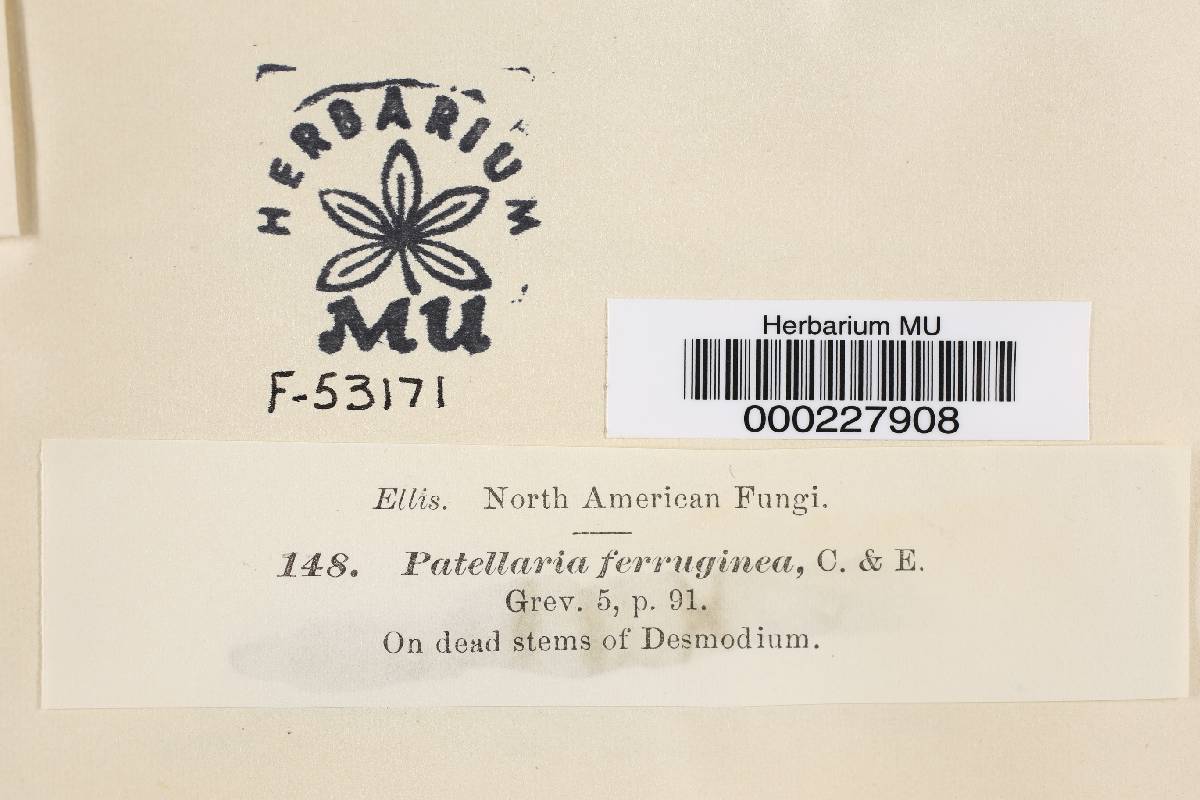 HERBARIUM
MU
F-53171
Herbarium MU
000227908
Ellis. North American Fungi.
148. Patellaria ferruginea, C. & E.
Grev. 5, p. 91.
On dead stems of Desmodium.